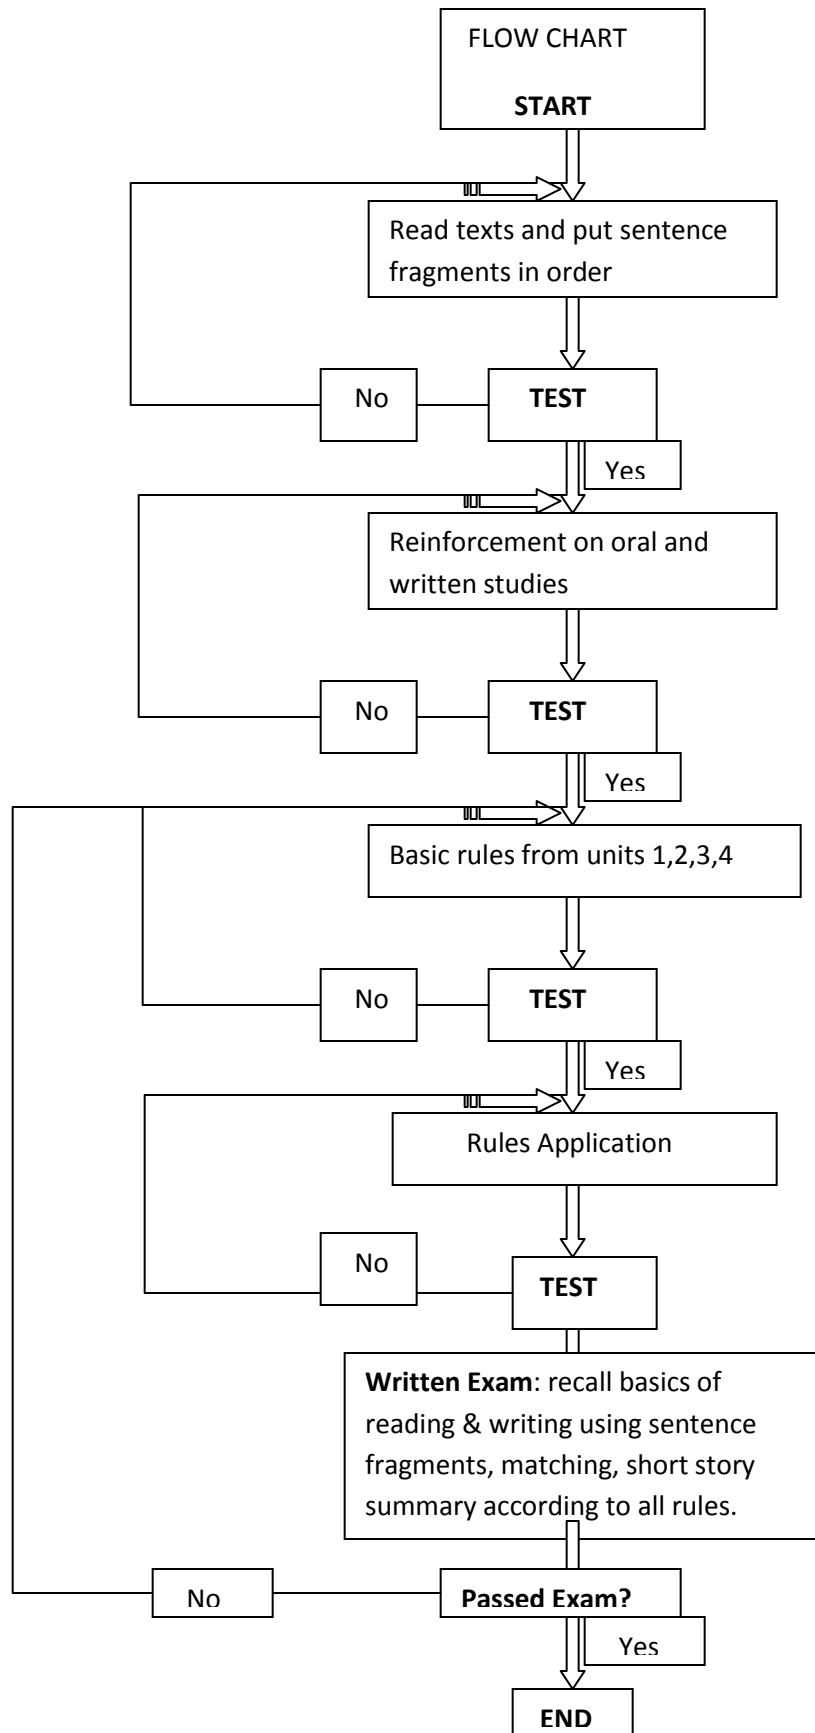 FLOW CHART
START
Read texts and put sentence
fragments in order
No
TEST
Yes
Reinforcement on oral and
written studies
No
TEST
Yes
Basic rules from units 1,2,3,4
No
TEST
Yes
Rules Application
No
TEST
Written Exam: recall basics of
reading & writing using sentence
fragments, matching, short story
summary according to all rules.
No
Passed Exam?
Yes
END